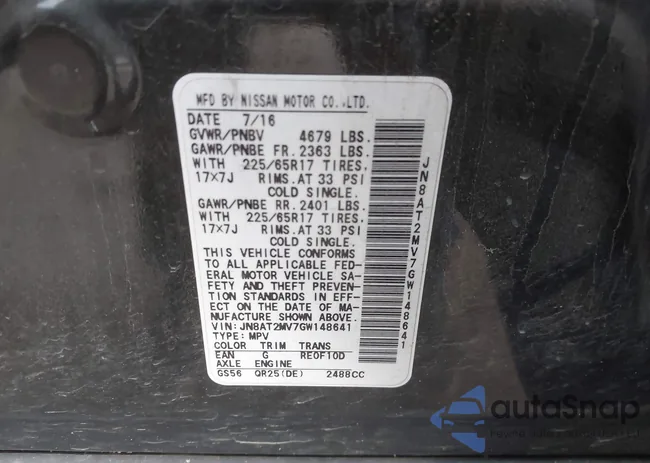 MFD BY NISSAN MOTOR CO.,LTD.
DATE 7/16
GVWR/PNBV 4679 LBS.
GAWR/PNBE FR. 2363 LBS.
WITH 225/65R17 TIRES.
17×7J RIMS.AT 33 PSI
COLD SINGLE.
GAWR/PNBE RR. 2401 LBS.
WITH 225/65R17 TIRES.
17×7J RIMS.AT 33 PSI
COLD SINGLE.
THIS VEHICLE CONFORMS
TO ALL APPLICABLE FED-
ERAL MOTOR VEHICLE SA-
FETY AND THEFT PREVEN-
TION STANDARDS IN EFF-
ECT ON THE DATE OF MA-
NUFACTURE SHOWN ABOVE.
VIN:JN8AT2MV7GW148641
TYPE:MPV
COLOR TRIM TRANS
EAN G RE0F10D
AXLE ENGINE
GS56 QR25(DE) 2488CC
JN8AT2MV7GW148641
autoSnap